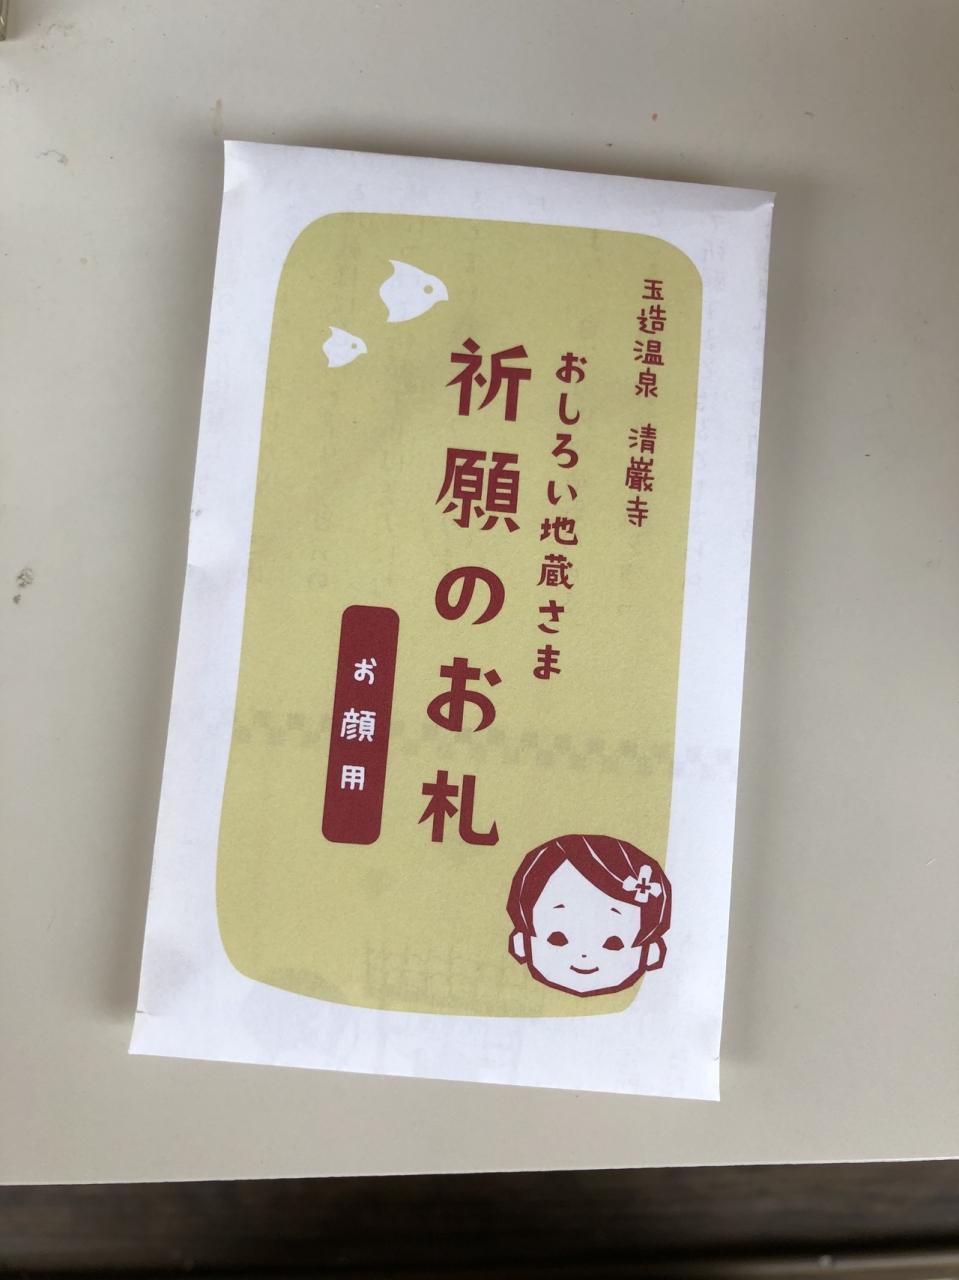 玉造温泉 清巌寺
おしろい地蔵さま
祈願のお札
お顔用